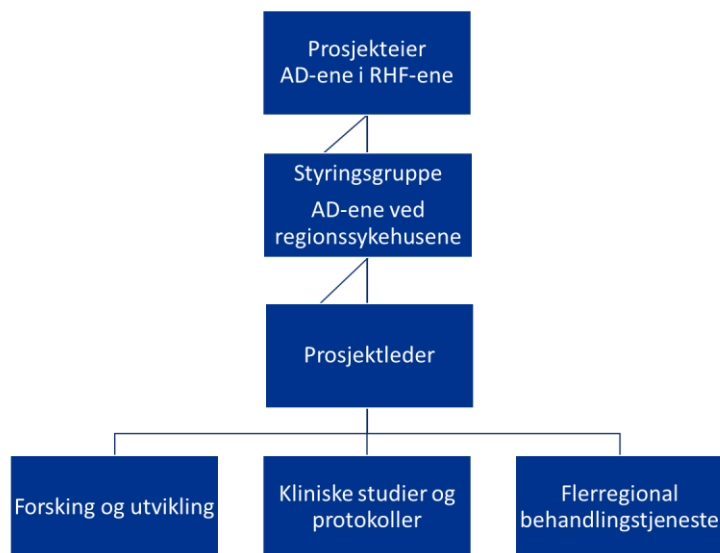 Prosjekteier
AD-ene i RHF-ene
Styringsgruppe
AD-ene ved
regionssykehusene
Prosjektleder
Forsking og utvikling
Kliniske studier og
protokoller
Flerregional
behandlingstjeneste